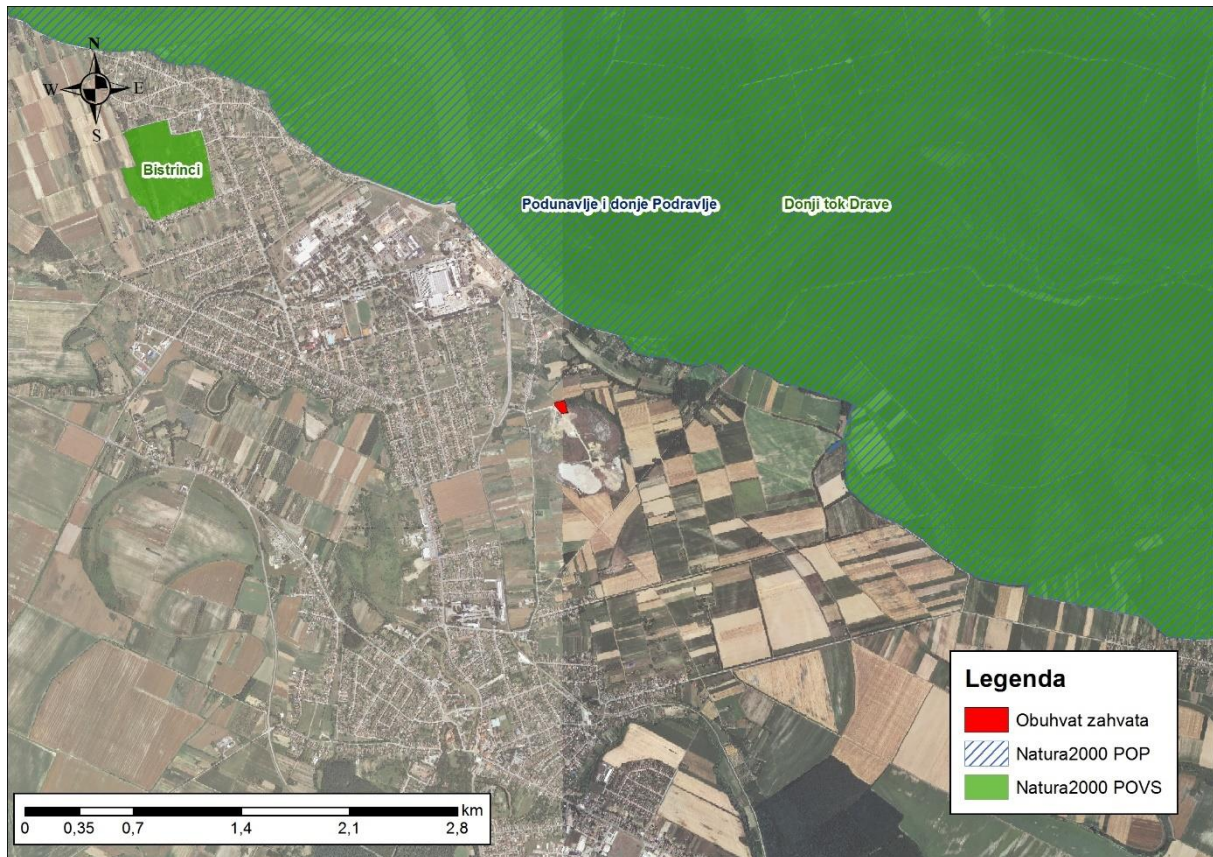 N
W E
S
Bistrinci
Podunavlje i donje Podravlje
Donji tok Drave
Legenda
Obuhvat zahvata
Natura2000 POP
Natura2000 POVS
km
0 0,35 0,7 1,4 2,1 2,8